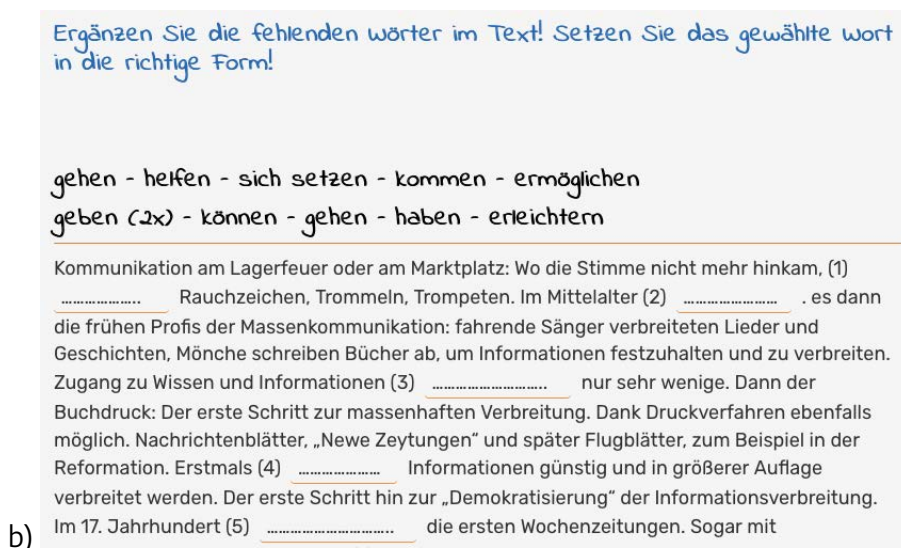 Ergänzen Sie die fehlenden Wörter im Text! Setzen Sie das gewählte Wort
in die richtige Form!
gehen - helfen - sich setzen - kommen - ermöglichen
geben (2x) - können - gehen - haben - erleichtern
Kommunikation am Lagerfeuer oder am Marktplatz: Wo die Stimme nicht mehr hinkam, (1)
.................. Rauchzeichen, Trommeln, Trompeten. Im Mittelalter (2) ..................... . es dann
die frühen Profis der Massenkommunikation: fahrende Sänger verbreiteten Lieder und
Geschichten, Mönche schreiben Bücher ab, um Informationen festzuhalten und zu verbreiten.
Zugang zu Wissen und Informationen (3) .......................... nur sehr wenige. Dann der
Buchdruck: Der erste Schritt zur massenhaften Verbreitung. Dank Druckverfahren ebenfalls
möglich. Nachrichtenblätter, „Newe Zeytungen“ und später Flugblätter, zum Beispiel in der
Reformation. Erstmals (4) .................. Informationen günstig und in größerer Auflage
verbreitet werden. Der erste Schritt hin zur „Demokratisierung“ der Informationsverbreitung.
b) Im 17. Jahrhundert (5) ............................. die ersten Wochenzeitungen. Sogar mit